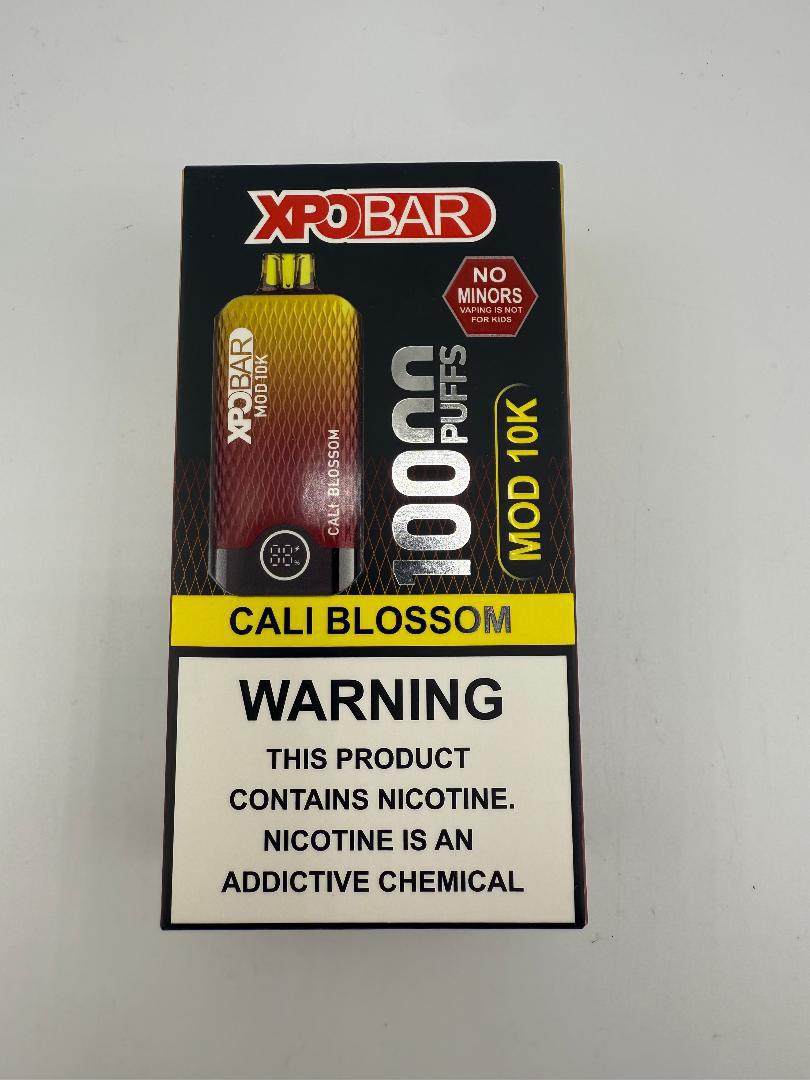 XPOBAR
NO
MINORS
VAPING IS NOT
FOR KIDS
XPOBAR
MOD 10K
CALI BLOSSOM
10000
PUFFS
MOD 10K
88%
CALI BLOSSOM
WARNING
THIS PRODUCT
CONTAINS NICOTINE.
NICOTINE IS AN
ADDICTIVE CHEMICAL